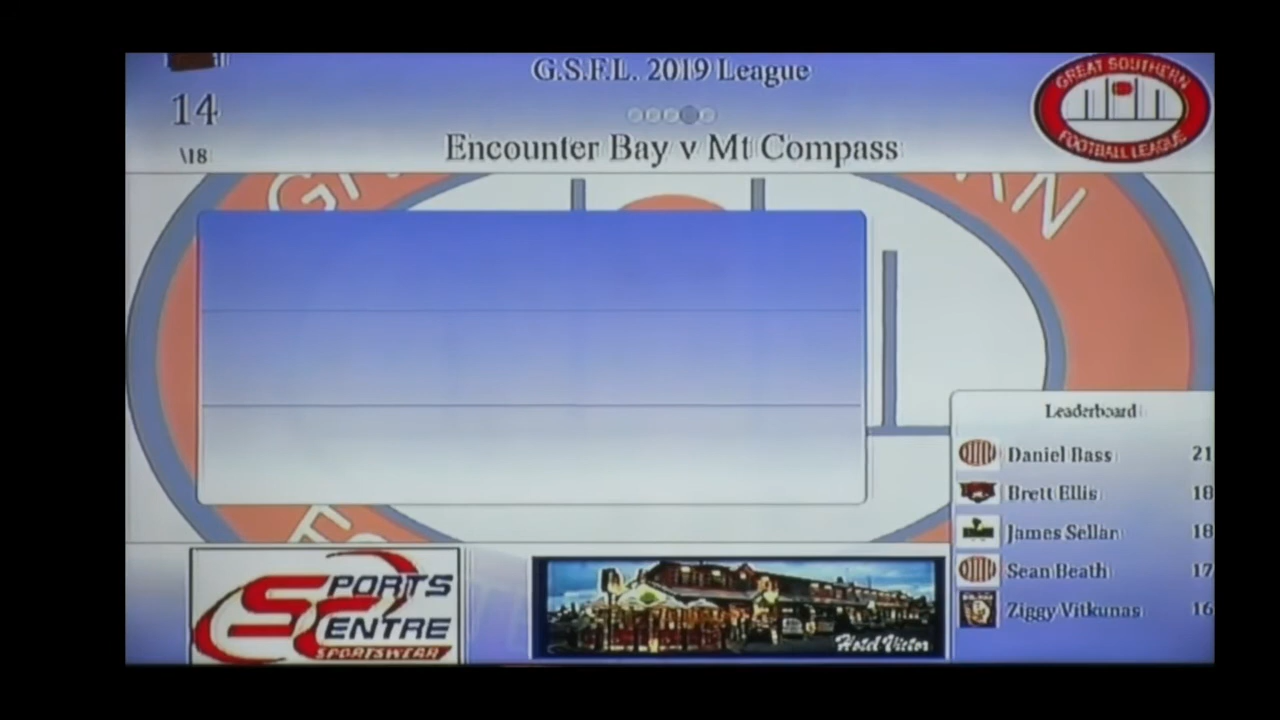 G.S.F.L. 2019 League
14
\18
Encounter Bay v Mt Compass
GREAT SOUTHERN
FOOTBALL LEAGUE
Leaderboard
Daniel Bass 21
Brett Ellis 18
James Sellar 18
Sean Beath 17
Ziggy Vitkunas 16
SPORTS
CENTRE
SPORTSWEAR
Hotel Victor